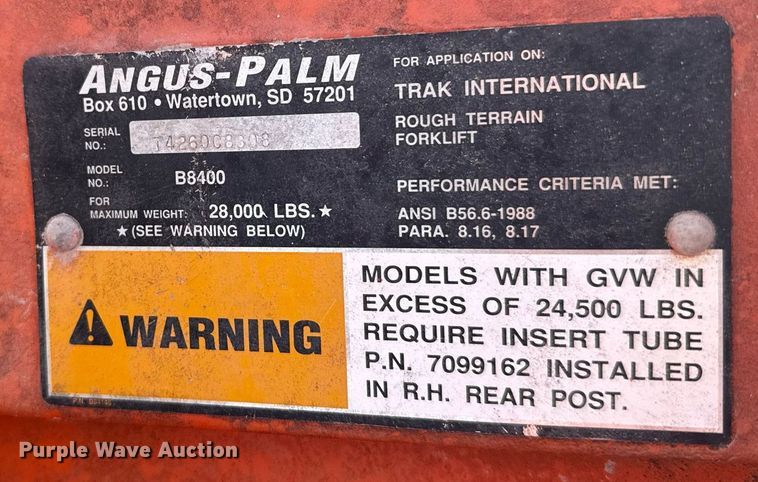 ANGUS-PALM
Box 610 • Watertown, SD 57201
SERIAL NO.:
MODEL NO.: B8400
FOR MAXIMUM WEIGHT: 28,000 LBS.★
★(SEE WARNING BELOW)
FOR APPLICATION ON:
TRAK INTERNATIONAL
ROUGH TERRAIN
FORKLIFT
PERFORMANCE CRITERIA MET:
ANSI B56.6-1988
PARA. 8.16, 8.17
WARNING
MODELS WITH GVW IN
EXCESS OF 24,500 LBS.
REQUIRE INSERT TUBE
P.N. 7099162 INSTALLED
IN R.H. REAR POST.
Purple Wave Auction